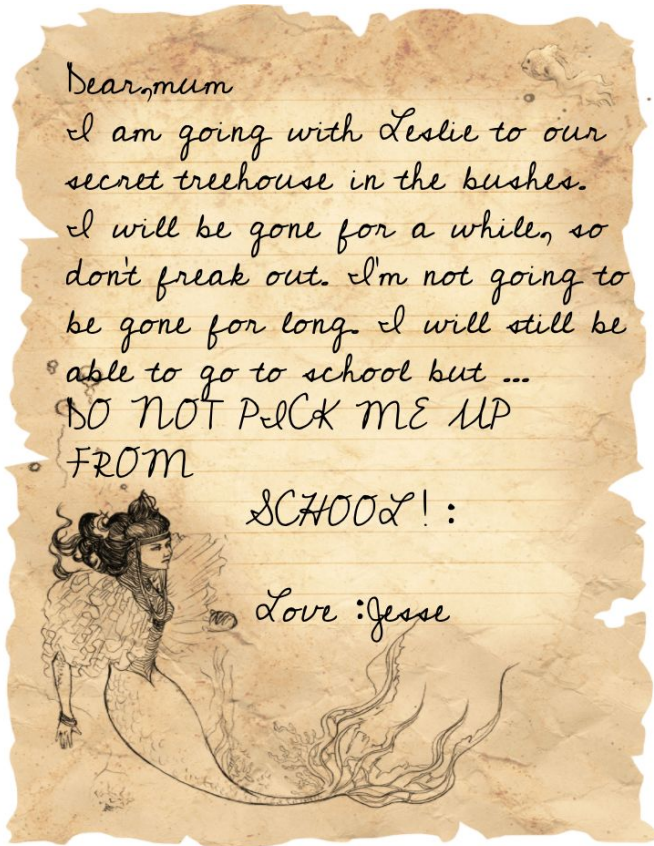 Dear,mum
I am going with Leslie to our
secret treehouse in the bushes.
I will be gone for a while, so
don't freak out. I'm not going to
be gone for long. I will still be
able to go to school but ...
DO NOT PICK ME UP
FROM
SCHOOL! :
Love :Jesse